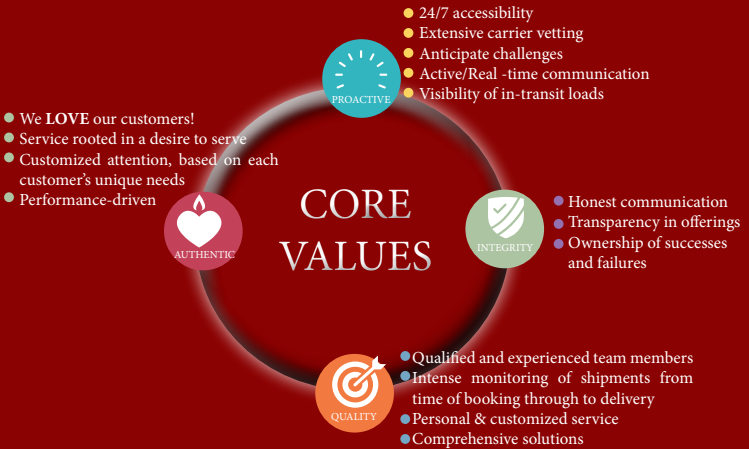 24/7 accessibility
Extensive carrier vetting
Anticipate challenges
Active/Real -time communication
Visibility of in-transit loads
PROACTIVE
We LOVE our customers!
Service rooted in a desire to serve
Customized attention, based on each
customer's unique needs
Performance-driven
AUTHENTIC
CORE
VALUES
INTEGRITY
Honest communication
Transparency in offerings
Ownership of successes
and failures
QUALITY
Qualified and experienced team members
Intense monitoring of shipments from
time of booking through to delivery
Personal & customized service
Comprehensive solutions